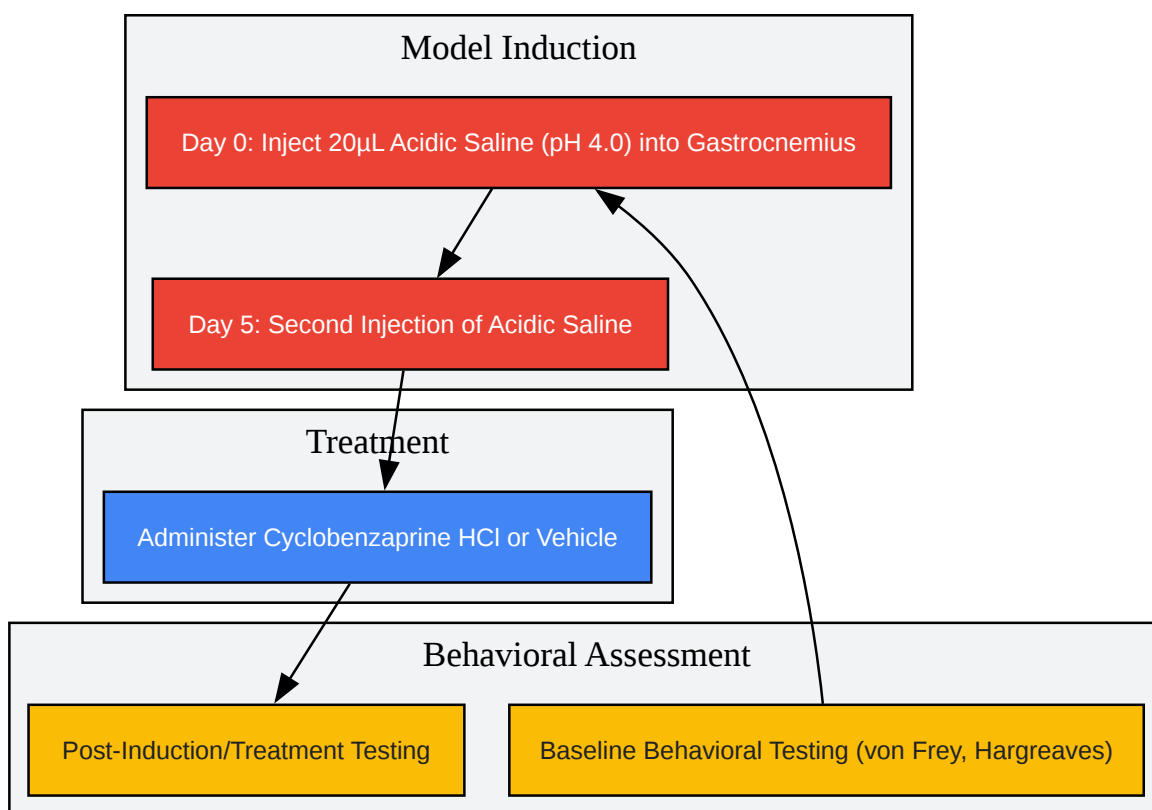 Model Induction
Day 0: Inject 20µL Acidic Saline (pH 4.0) into Gastrocnemius
Day 5: Second Injection of Acidic Saline
Treatment
Administer Cyclobenzaprine HCl or Vehicle
Behavioral Assessment
Post-Induction/Treatment Testing
Baseline Behavioral Testing (von Frey, Hargreaves)